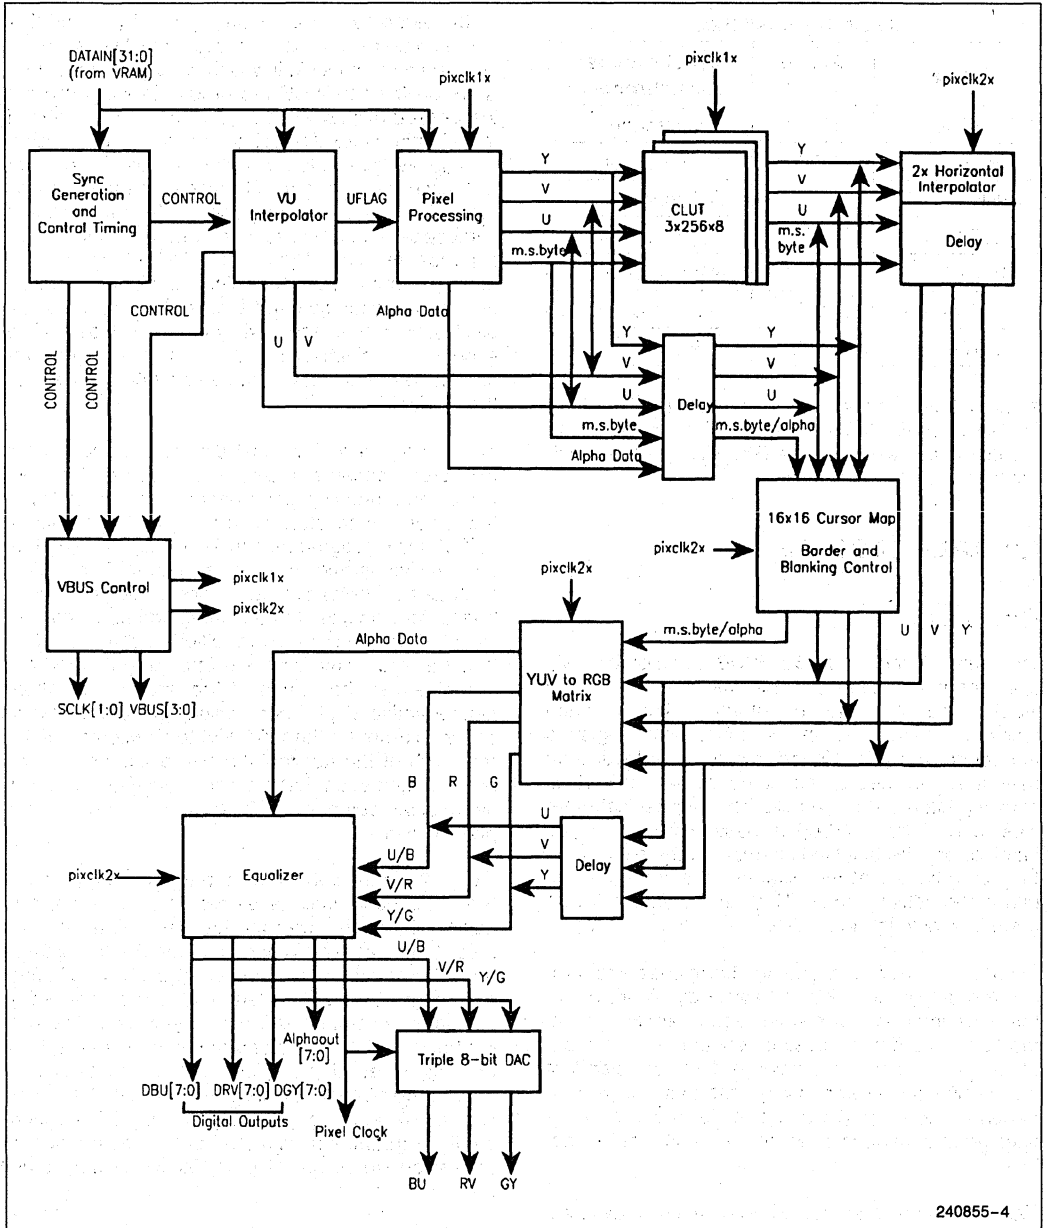 DATAIN[31:0]
(from VRAM)
pixclk1x
pixclk1x
pixclk2x
Sync
Generation
and
Control Timing
CONTROL
VU
Interpolator
UFLAG
Pixel
Processing
Y
V
U
m.s.byte
CLUT
3x256x8
Y
V
U
m.s.
byte
2x Horizontal
Interpolator
Delay
CONTROL
CONTROL
CONTROL
U
V
Alpha Data
Y
V
U
m.s.byte
Alpha Data
Delay
Y
V
U
m.s.byte/alpha
16x16 Cursor Map
Border and
Blanking Control
pixclk2x
VBUS Control
pixclk1x
pixclk2x
SCLK[1:0]
VBUS[3:0]
pixclk2x
Alpha Data
YUV to RGB
Matrix
m.s.byte/alpha
U
V
Y
B
R
G
U
V
Y
Delay
pixclk2x
Equalizer
U/B
V/R
Y/G
U/B
V/R
Y/G
Alphaout
[7:0]
Triple 8-bit DAC
DBU[7:0]
DRV[7:0]
DGY[7:0]
Digital Outputs
Pixel Clock
BU
RV
GY
240855-4